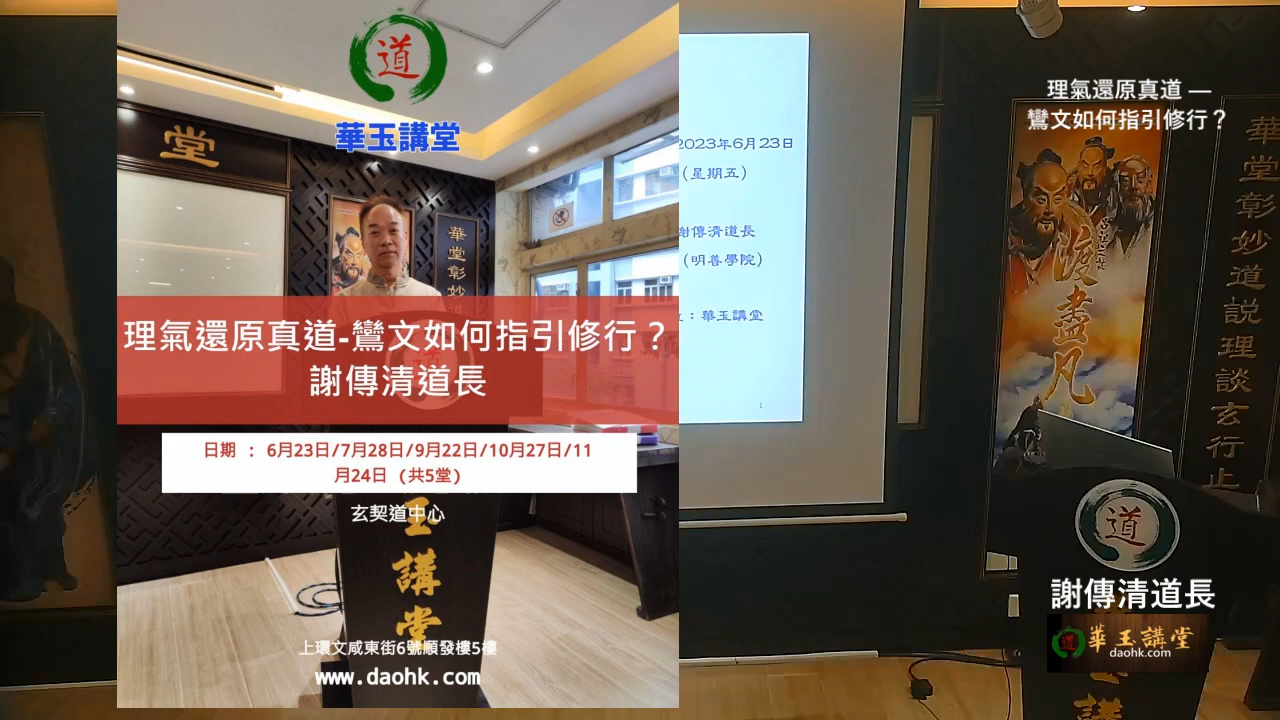 道
華玉講堂
堂
華堂彰妙
理氣還原真道-鸞文如何指引修行？
謝傳清道長
日期 ： 6月23日/7月28日/9月22日/10月27日/11
月24日 (共5堂)
玄契道中心
玉講堂
上環文咸東街6號順發樓5樓
www.daohk.com
2023年6月23日
(星期五)
謝傳清道長
(明善學院)
：華玉講堂
1
理氣還原真道 —
鸞文如何指引修行？
渡盡凡
華堂彰妙道説理談玄行止
道
謝傳清道長
道 華玉講堂
daohk.com
講